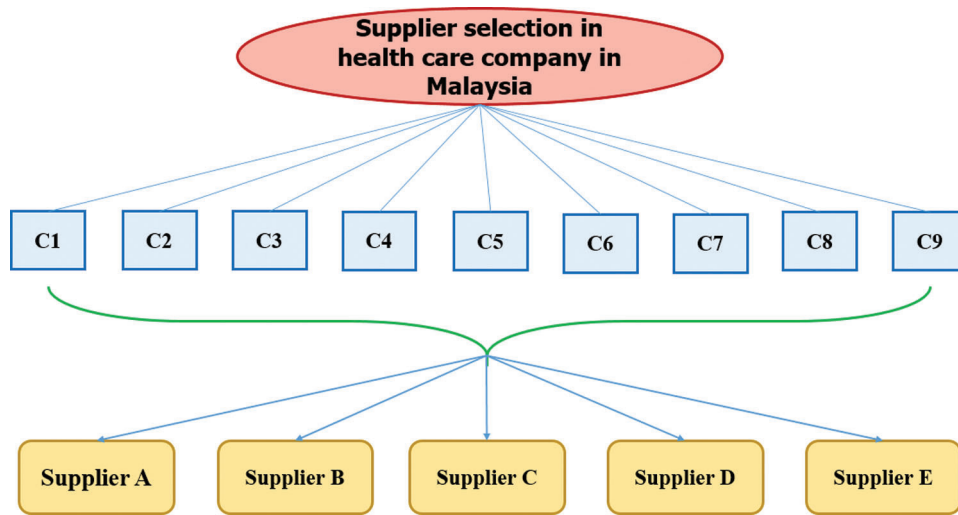 Supplier selection in
health care company in
Malaysia
C1 C2 C3 C4 C5 C6 C7 C8 C9
Supplier A Supplier B Supplier C Supplier D Supplier E